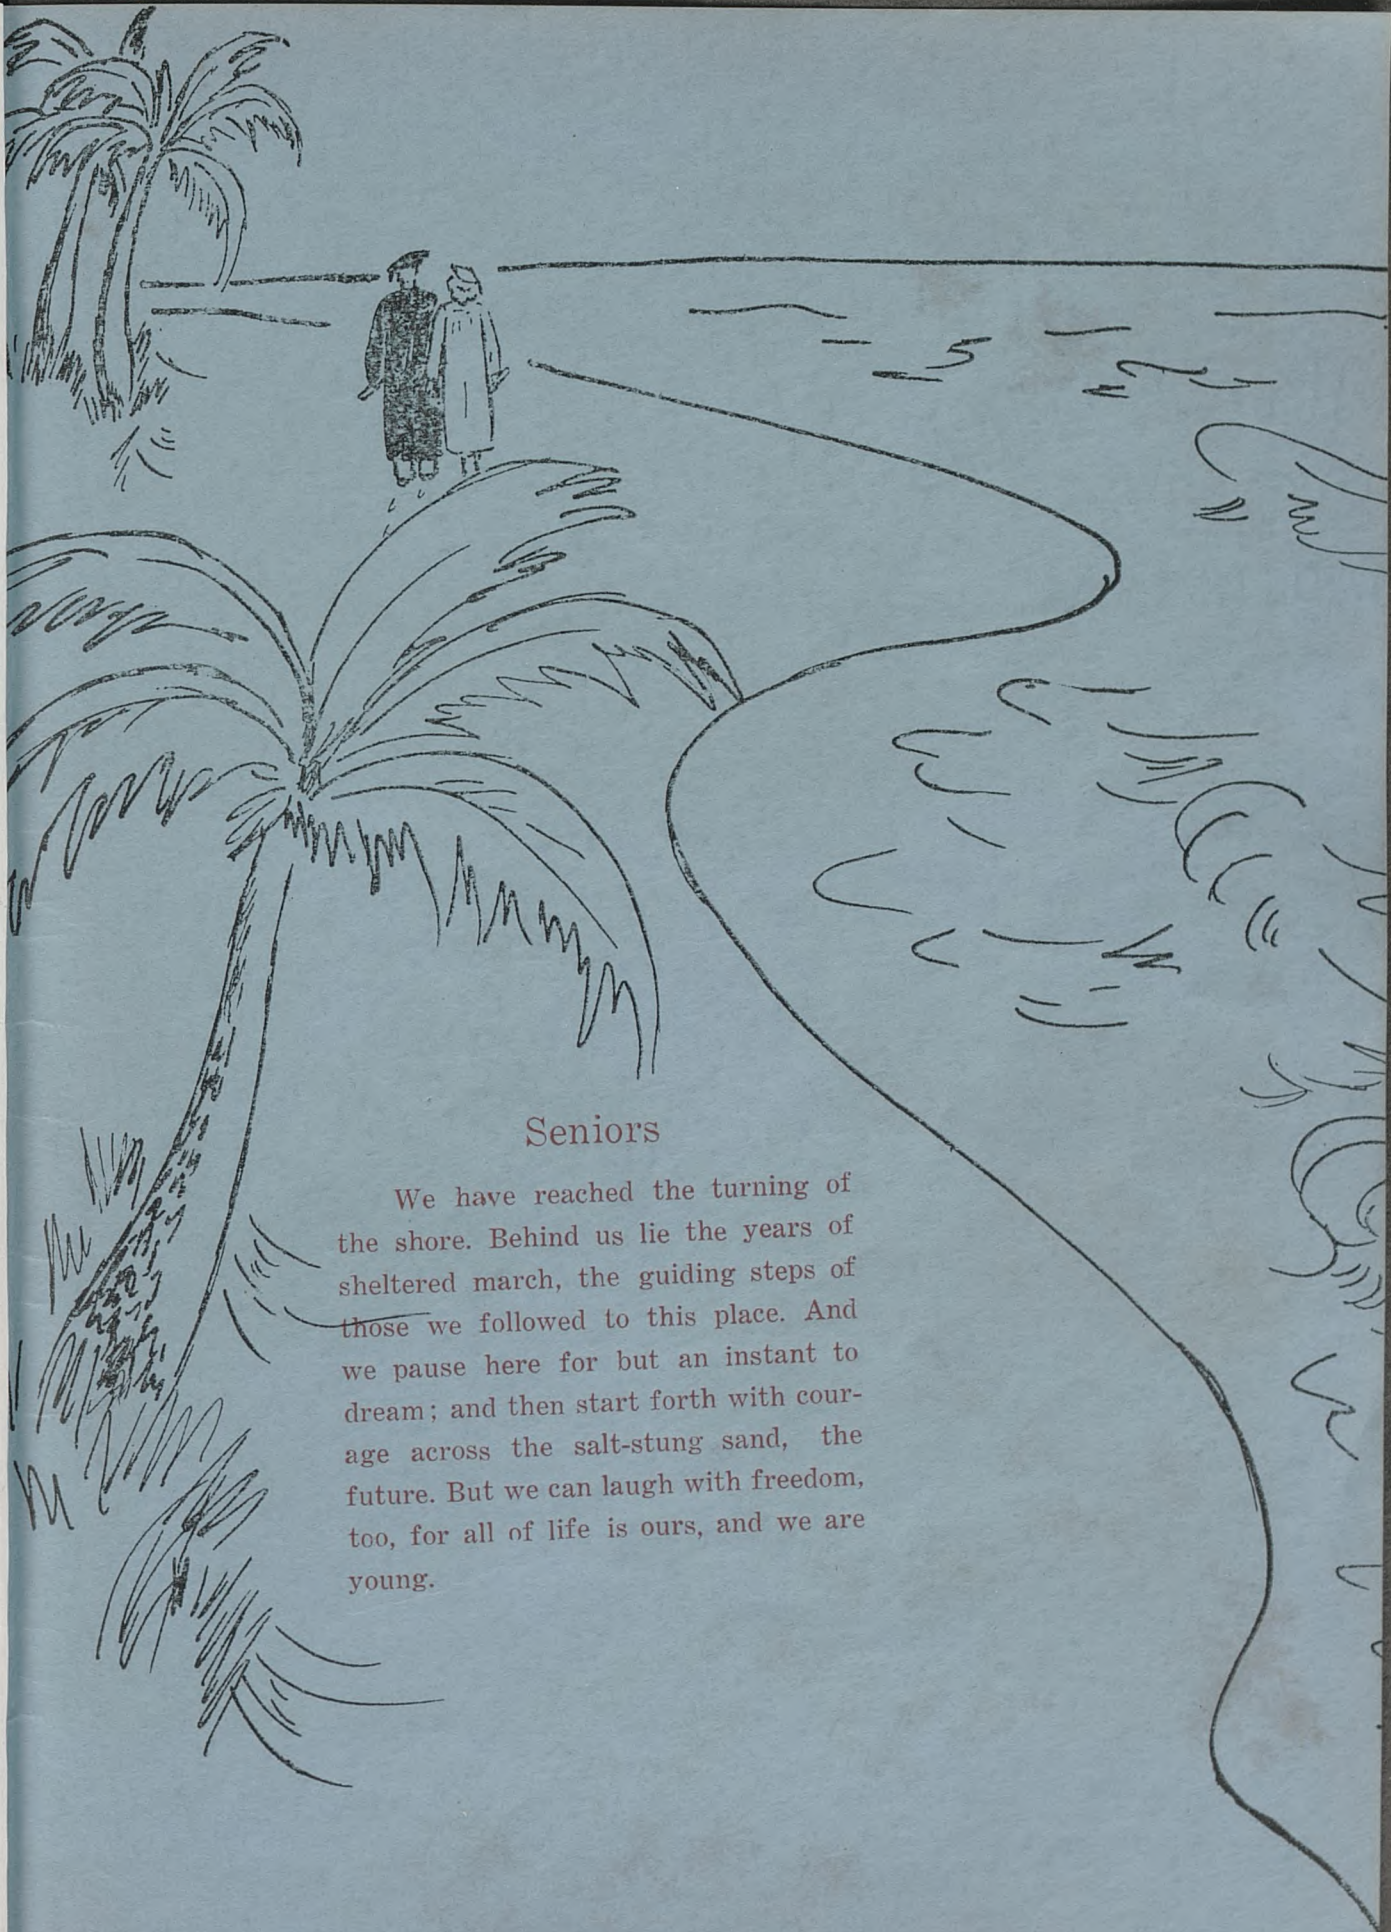 Seniors
We have reached the turning of
the shore. Behind us lie the years of
sheltered march, the guiding steps of
those we followed to this place. And
we pause here for but an instant to
dream; and then start forth with cour-
age across the salt-stung sand, the
future. But we can laugh with freedom,
too, for all of life is ours, and we are
young.